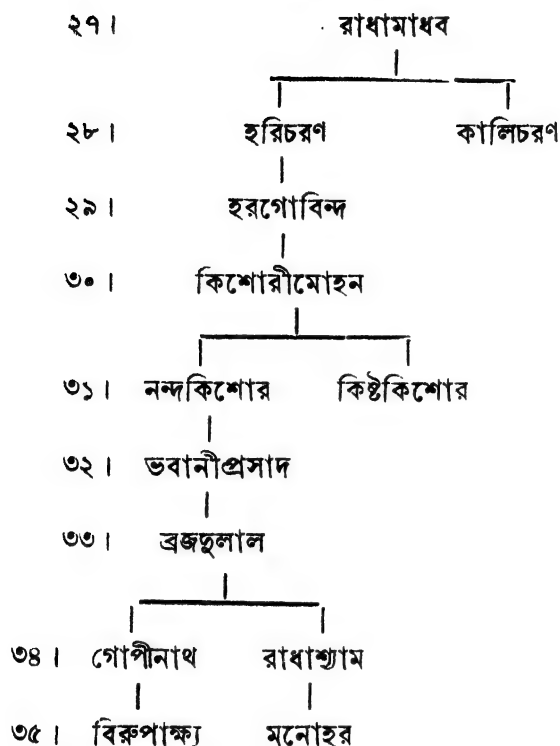 ২৭। রাধামাধব
২৮। হরিচরণ কালিচরণ
২৯। হরগোবিন্দ
৩০। কিশোরীমোহন
৩১। নন্দকিশোর কিষ্টকিশোর
৩২। ভবানীপ্রসাদ
৩৩। ব্রজদুলাল
৩৪। গোপীনাথ রাধাশ্যাম
৩৫। বিরুপাক্ষ্য মনোহর